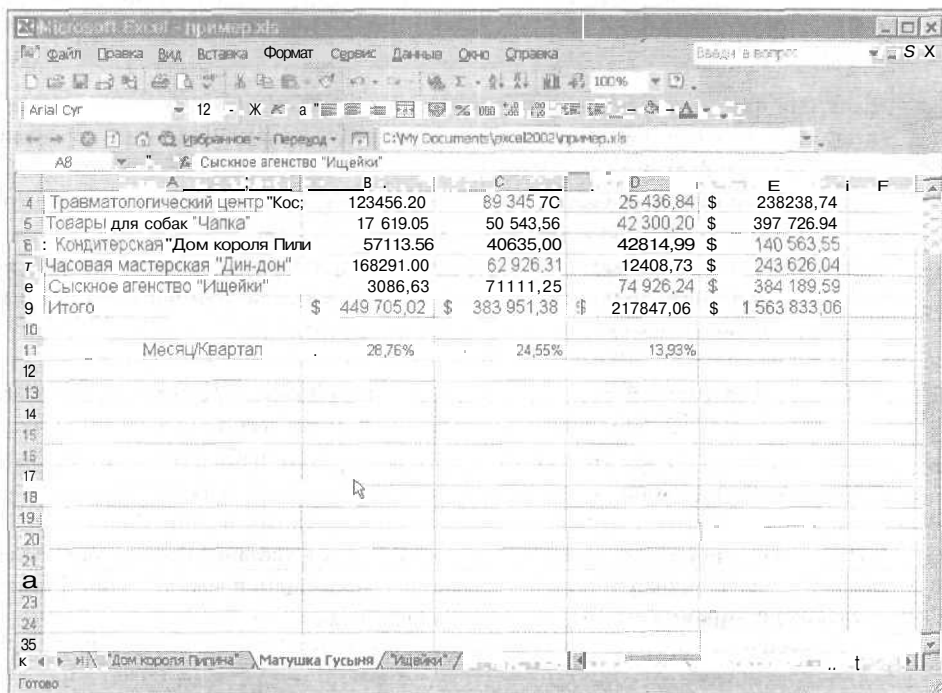 Microsoft Excel - пример.xls
Файл Правка Вид Вставка Формат Сервис Данные Окно Справка
S X
100%
Arial Cyr 12 Ж К
Избранное Переход C:\My Documents\excel2002\пример.xls
A8 Сыскное агенство "Ищейки"
A B C D E F
4 Травматологический центр "Кос; 123456.20 89 345 7C 25 436,84 $ 238238,74
5 Товары для собак "Чапка" 17 619.05 50 543,56 42 300,20 $ 397 726.94
Кондитерская "Дом короля Пипи 57113.56 40635,00 42814,99 $ 140 563,55
т Часовая мастерская "Дин-дон" 168291.00 62 926,31 12408,73 $ 243 626,04
е Сыскное агенство "Ищейки" 3086,63 71111,25 74 926,24 $ 384 189,59
9 Итого $ 449 705,02 $ 383 951,38 $ 217847,06 $ 1 563 833,06
10
11 Месяц/Квартал 28,76% 24,55% 13,93%
12
13
14
15
16
17
18
19
20
21
а
23
24
35
к "Дом короля Пипина" Матушка Гусыня "Ищейки" t
Готово